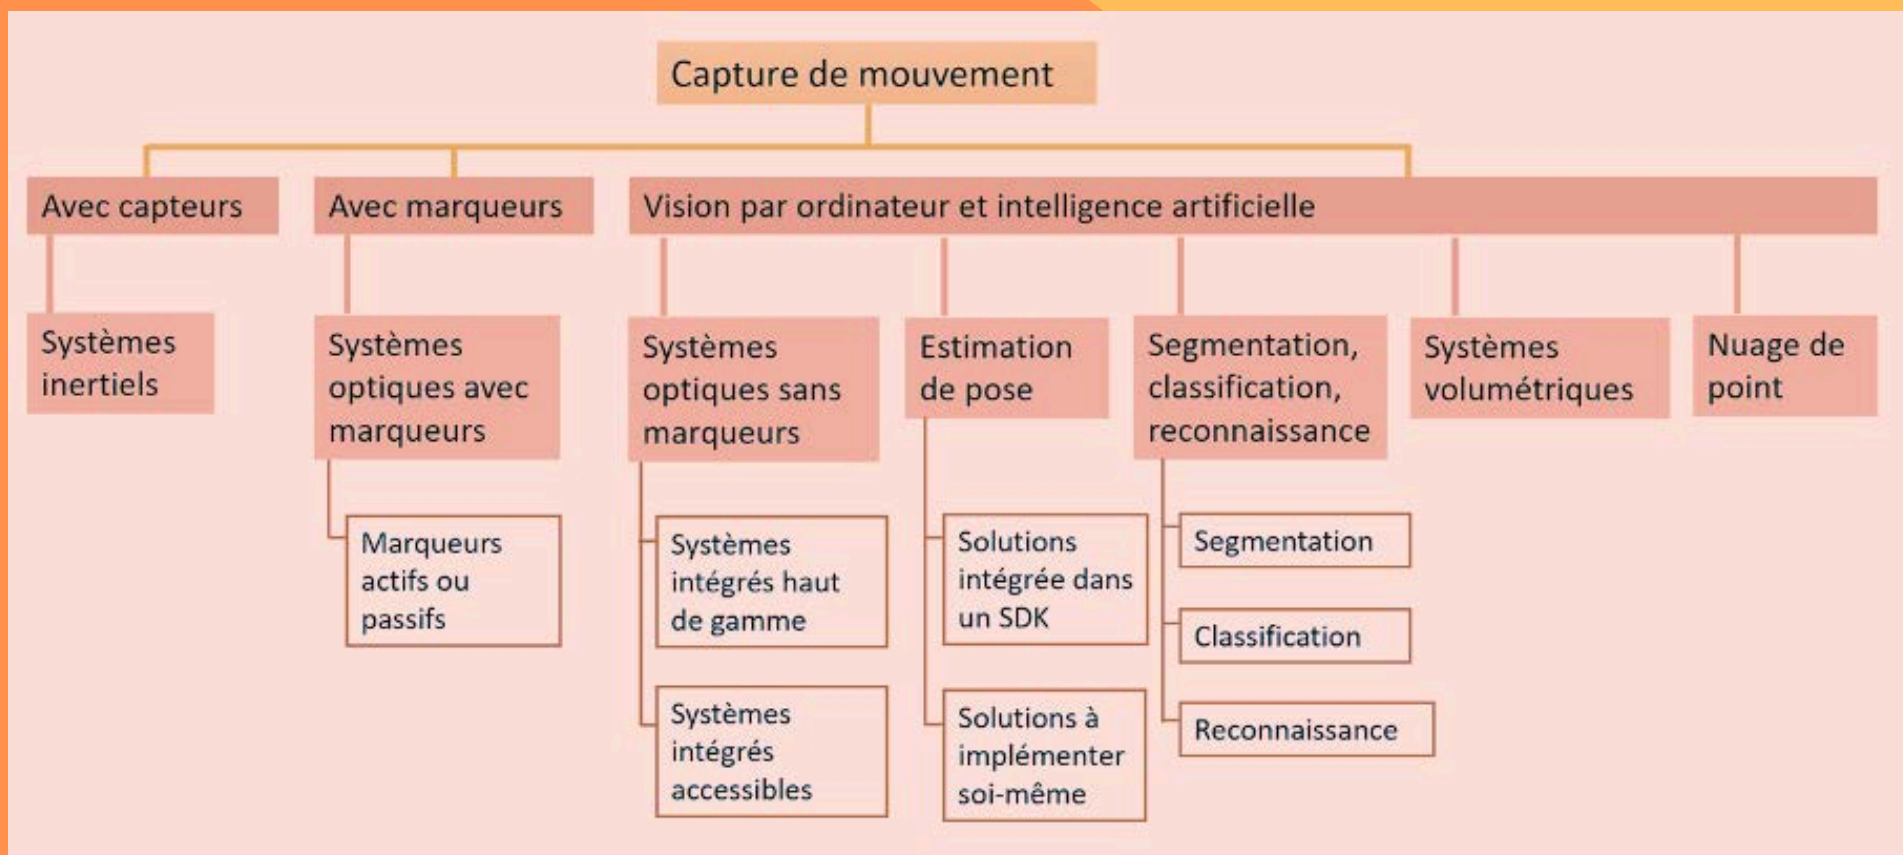 Capture de mouvement
Avec capteurs
Avec marqueurs
Vision par ordinateur et intelligence artificielle
Systèmes
inertiels
Systèmes
optiques avec
marqueurs
Systèmes
optiques sans
marqueurs
Estimation
de pose
Segmentation,
classification,
reconnaissance
Systèmes
volumétriques
Nuage de
point
Marqueurs
actifs ou
passifs
Systèmes
intégrés haut
de gamme
Systèmes
intégrés
accessibles
Solutions
intégrée dans
un SDK
Solutions à
implémenter
soi-même
Segmentation
Classification
Reconnaissance